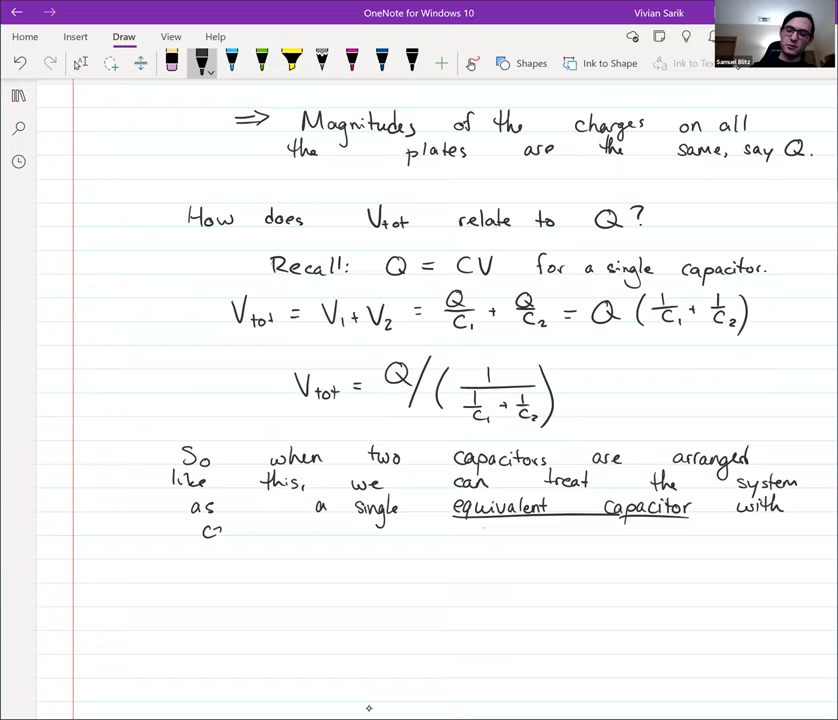 OneNote for Windows 10
Vivian Sarik
Home Insert Draw View Help
Shapes Ink to Shape Ink to Te
Samuel Blitz
⇒ Magnitudes of the charges on all
the plates are the same, say Q.
How does Vtot relate to Q?
Recall: Q = CV for a single capacitor.
Vtot = V₁ + V₂ = Q/C₁ + Q/C₂ = Q (1/C₁ + 1/C₂)
Vtot = Q/(1/(1/C₁ + 1/C₂))
So when two capacitors are arranged
like this, we can treat the system
as a single equivalent capacitor with